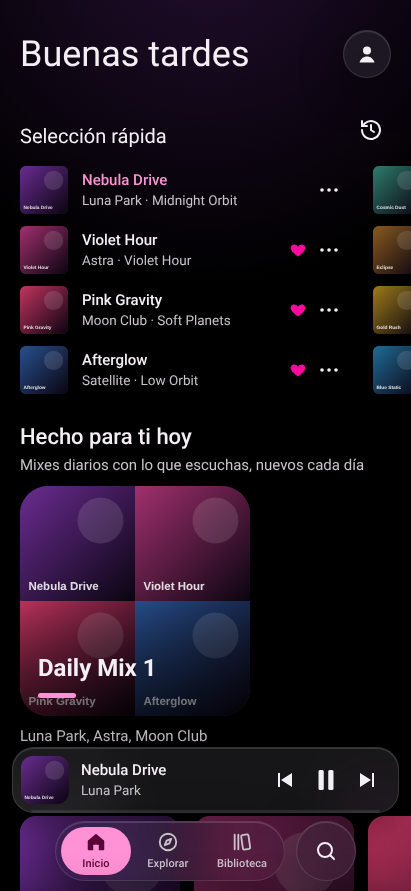 Buenas tardes
Selección rápida
Nebula Drive
Nebula Drive
Luna Park · Midnight Orbit
Cosmic Dust
Violet Hour
Violet Hour
Astra · Violet Hour
Eclipse
Pink Gravity
Pink Gravity
Moon Club · Soft Planets
Gold Rush
Afterglow
Afterglow
Satellite · Low Orbit
Blue Static
Hecho para ti hoy
Mixes diarios con lo que escuchas, nuevos cada día
Nebula Drive
Violet Hour
Daily Mix 1
Pink Gravity
Afterglow
Luna Park, Astra, Moon Club
Nebula Drive
Nebula Drive
Luna Park
Inicio
Explorar
Biblioteca